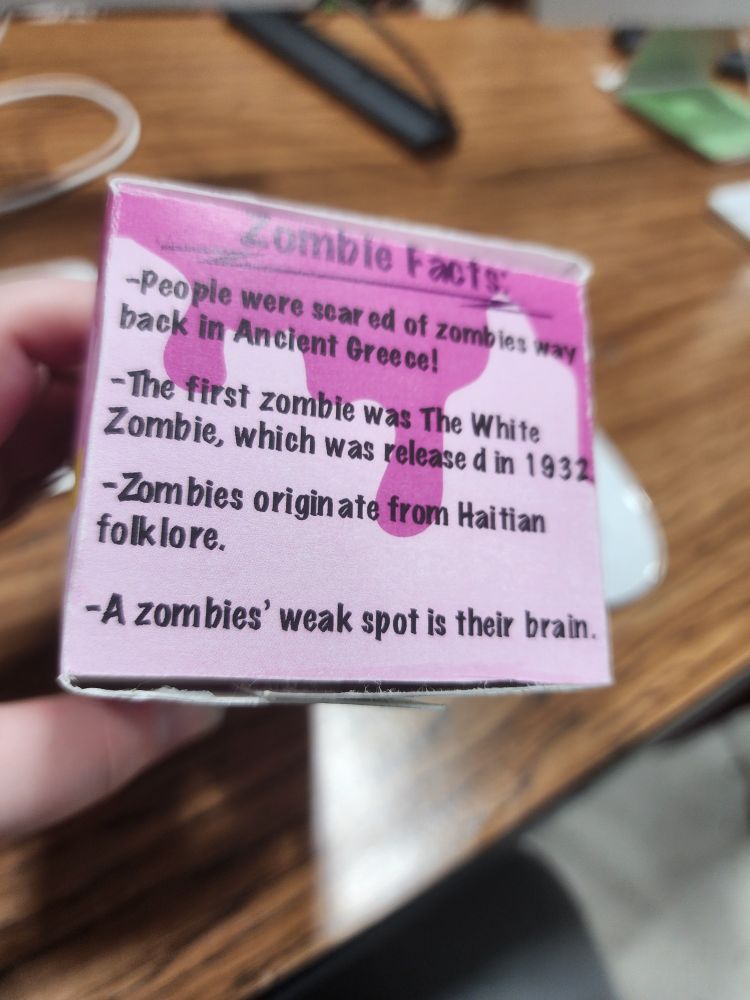 Zombie Facts:
-People were scared of zombies way
back in Ancient Greece!
-The first zombie was The White
Zombie, which was released in 1932
-Zombies originate from Haitian
folklore.
-A zombies' weak spot is their brain.